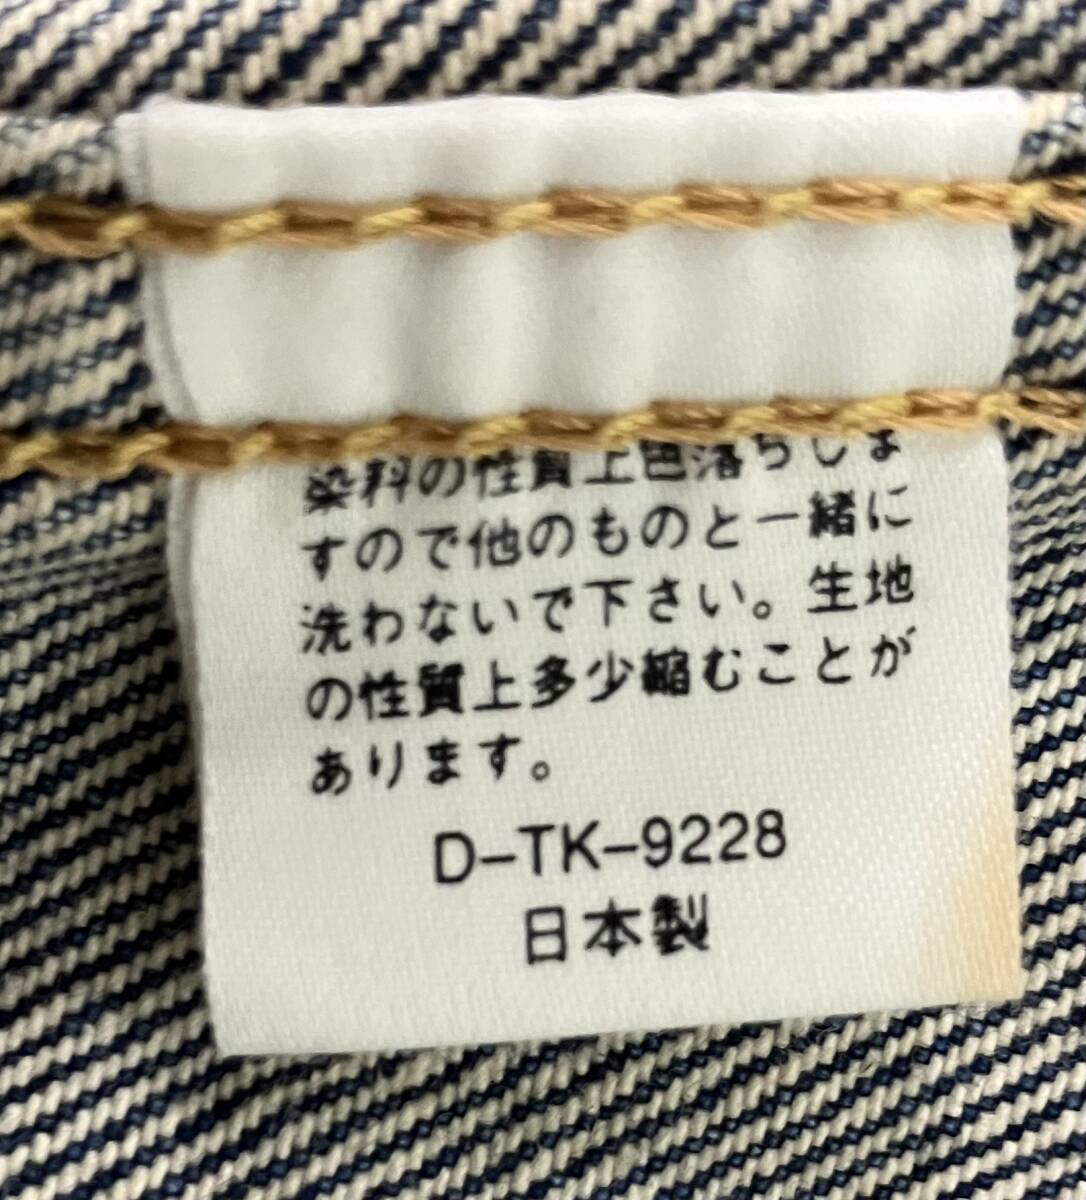 染料の性質上色落ちしま
すので他のものと一緒に
洗わないで下さい。生地
の性質上多少縮むことが
あります。
D-TK-9228
日本製